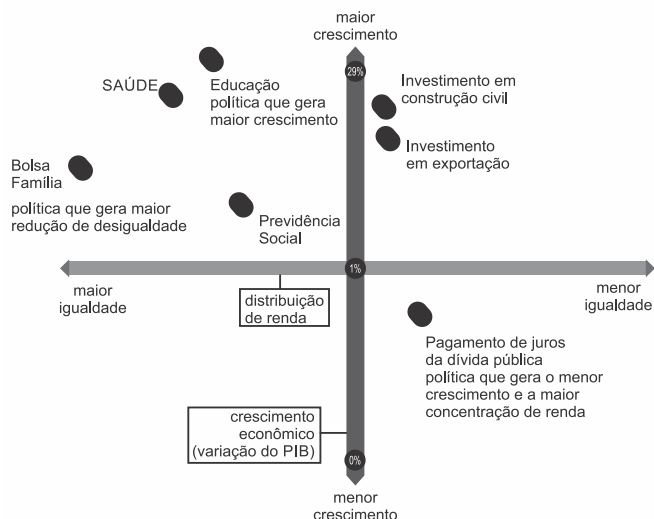 maior
crescimento
29%
SAÚDE
Educação
política que gera
maior crescimento
Investimento em
construção civil
Investimento
em exportação
Bolsa
Família
política que gera maior
redução de desigualdade
Previdência
Social
1%
maior
igualdade
distribuição
de renda
menor
igualdade
Pagamento de juros
da dívida pública
política que gera o menor
crescimento e a maior
concentração de renda
crescimento
econômico
(variação do PIB)
0%
menor
crescimento